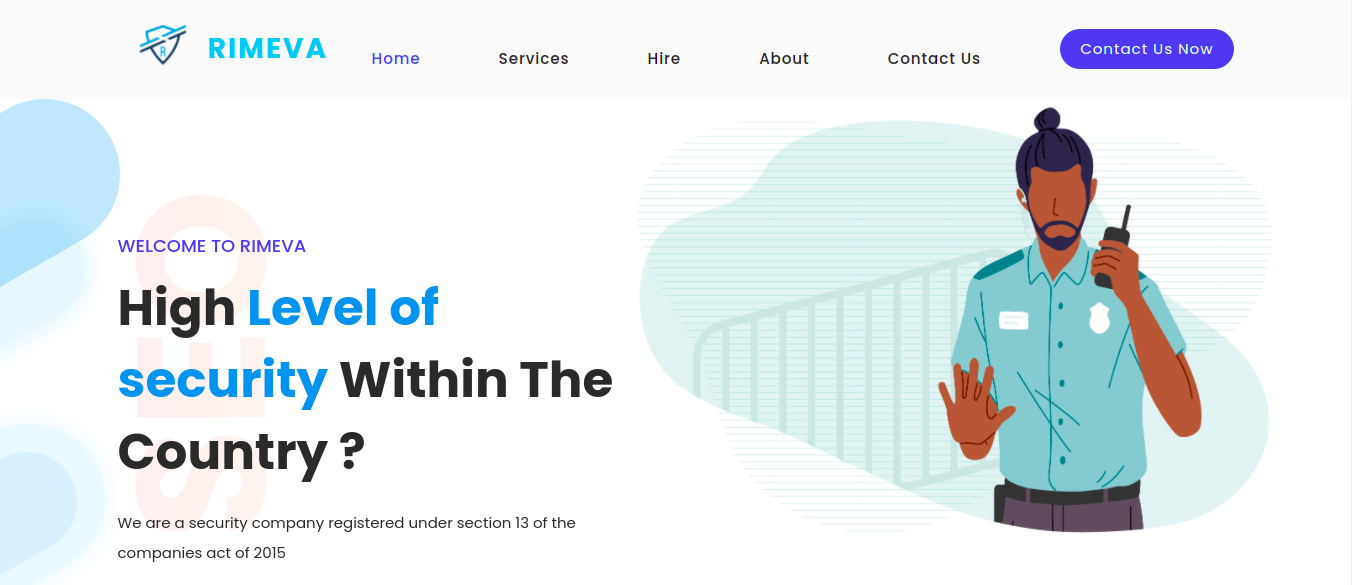 R
RIMEVA
Home
Services
Hire
About
Contact Us
Contact Us Now
SEO
WELCOME TO RIMEVA
High Level of
security Within The
Country ?
We are a security company registered under section 13 of the
companies act of 2015